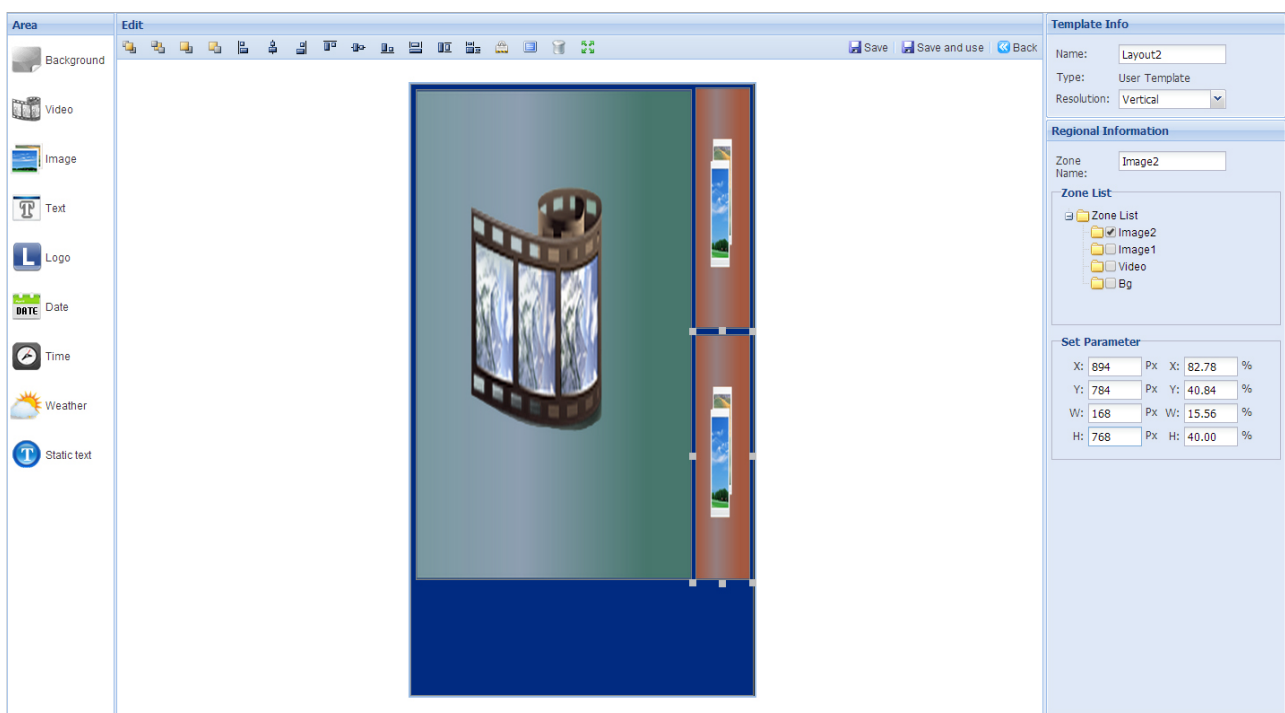 Area
Edit
Template Info
Background
Video
Image
Text
L
Logo
DATE
Date
Time
Weather
T
Static text
Save
Save and use
Back
Name: Layout2
Type: User Template
Resolution: Vertical
Regional Information
Zone Name: Image2
Zone List
Zone List
Image2
Image1
Video
Bg
Set Parameter
X: 894 Px X: 82.78 %
Y: 784 Px Y: 40.84 %
W: 168 Px W: 15.56 %
H: 768 Px H: 40.00 %